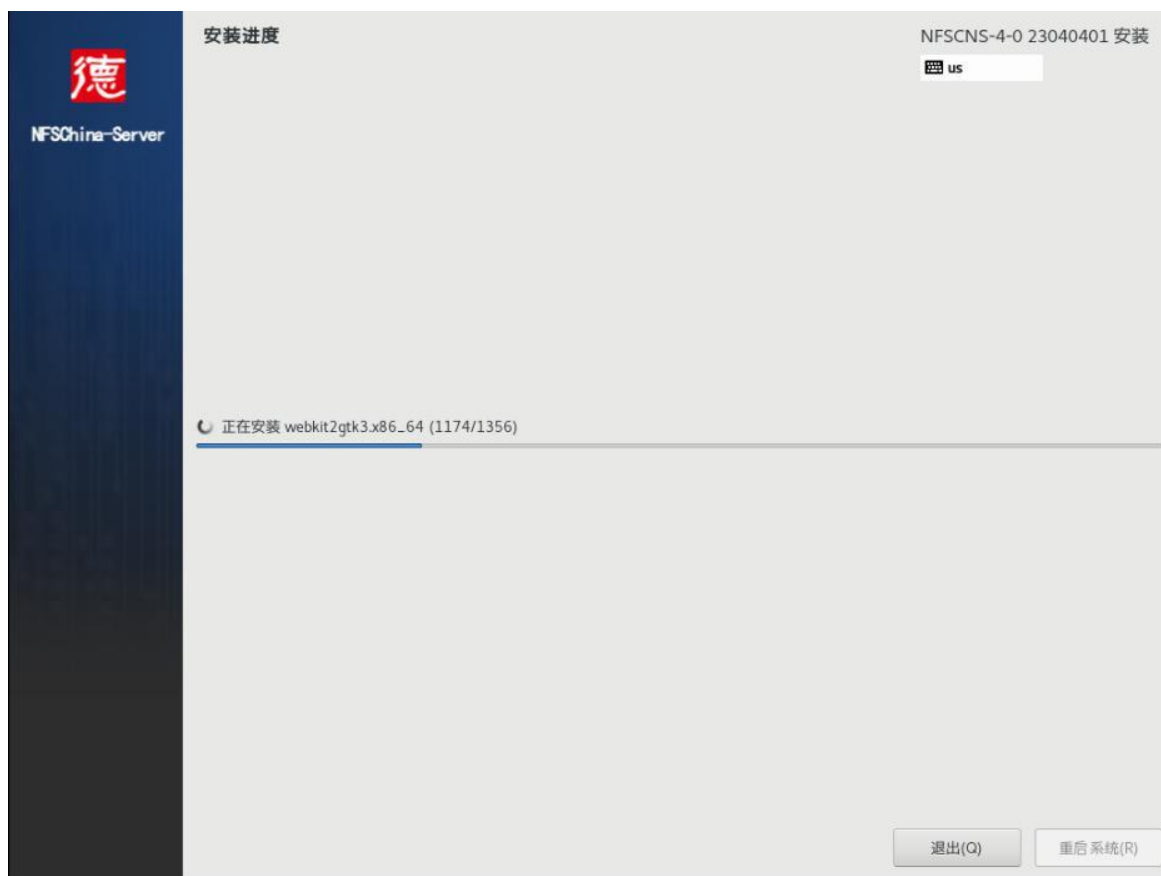 德
NFSChina-Server
安装进度
NFSCNS-4-0 23040401 安装
us
正在安装 webkit2gtk3.x86_64 (1174/1356)
退出(Q)
重启系统(R)